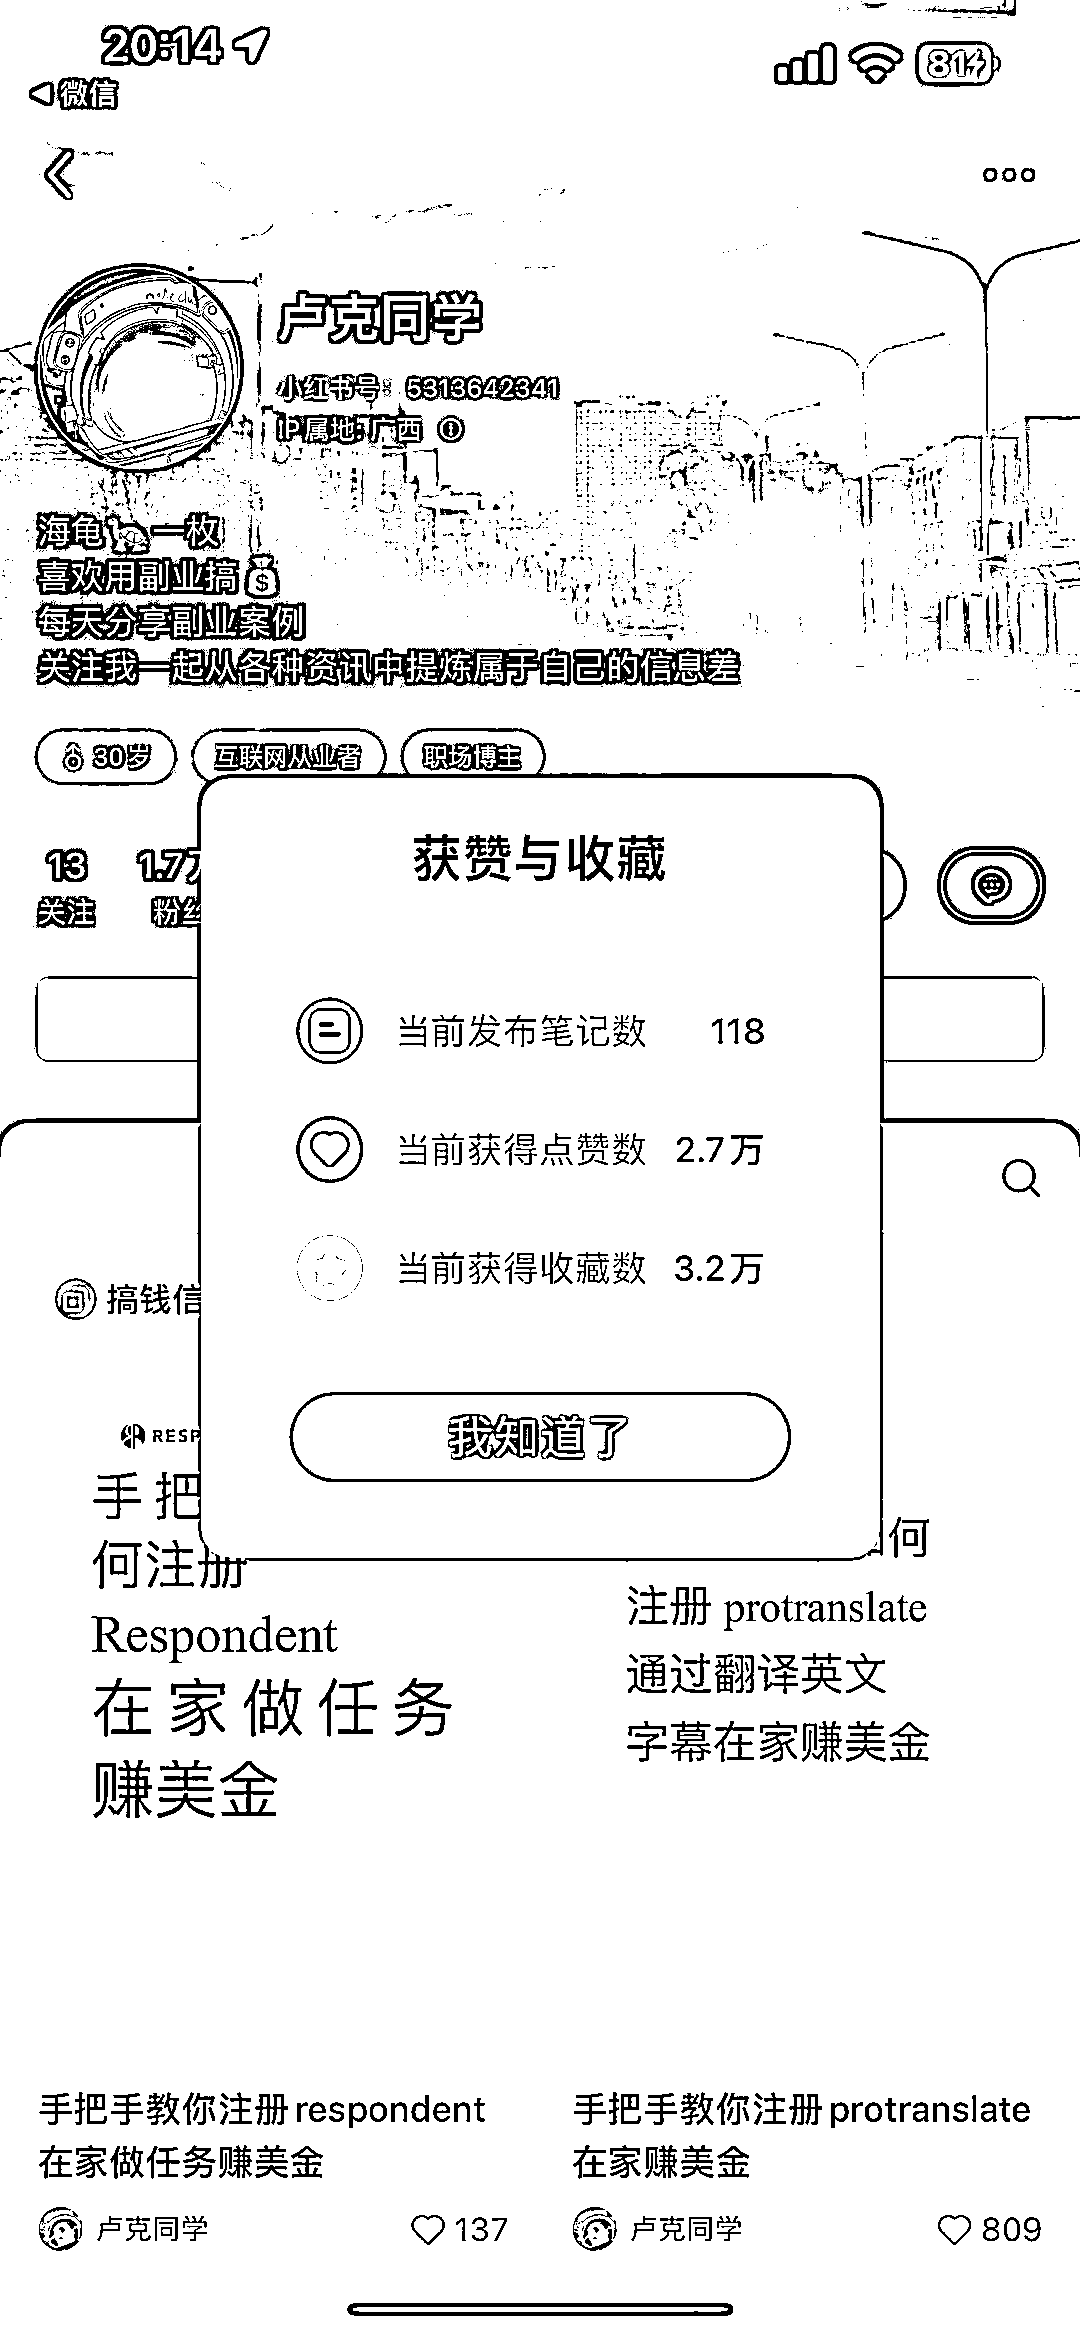 20:14
81
微信
卢克同学
小红书号: 5313642341
IP属地: 广西
海龟一枚
喜欢用副业搞
每天分享副业案例
关注我一起从各种资讯中提炼属于自己的信息差
30岁
互联网从业者
职场博主
13
1.7万
关注
粉丝
获赞与收藏
当前发布笔记数 118
当前获得点赞数 2.7万
当前获得收藏数 3.2万
我知道了
搞钱信
RESP
手把
何注册
Respondent
在家做任务
赚美金
何
注册 protranslate
通过翻译英文
字幕在家赚美金
手把手教你注册respondent
在家做任务赚美金
卢克同学
137
手把手教你注册protranslate
在家赚美金
卢克同学
809